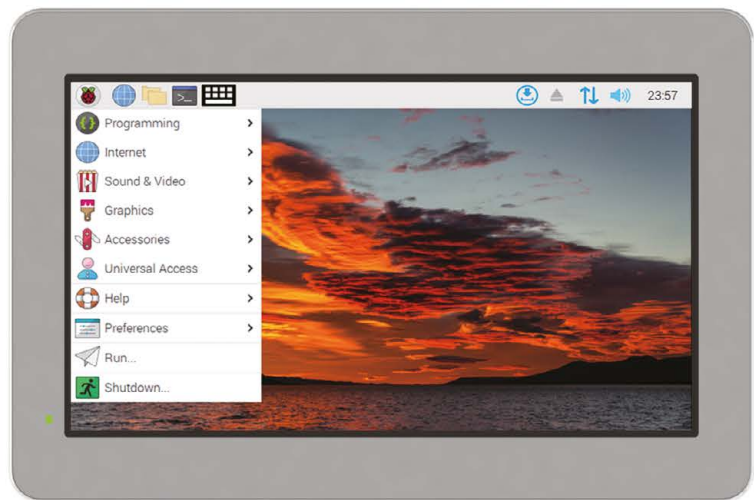 23:57
Programming
Internet
Sound & Video
Graphics
Accessories
Universal Access
Help
Preferences
Run...
Shutdown...